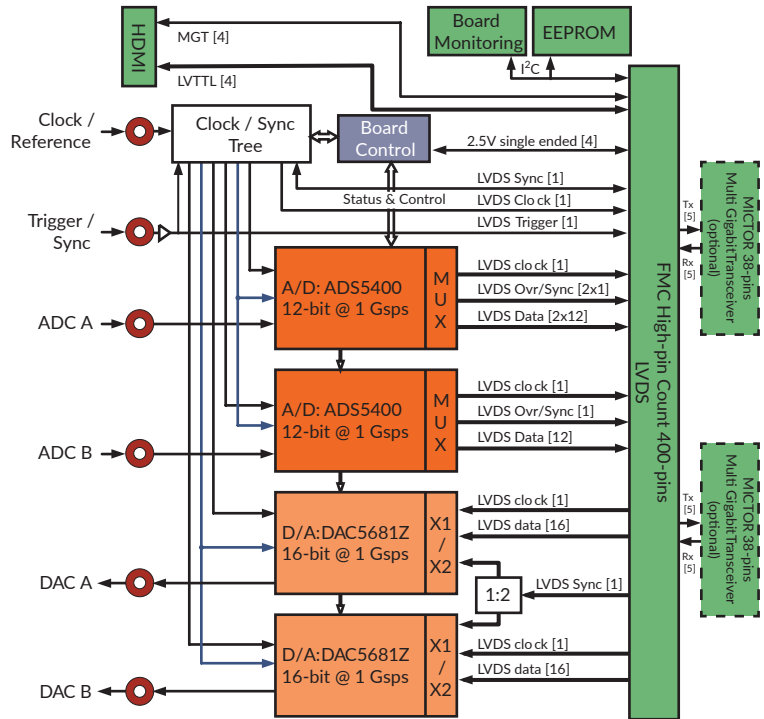 HDMI
MGT [4]
LVTTL [4]
Board
Monitoring
EEPROM
I²C
Clock /
Reference
Clock / Sync
Tree
Board
Control
2.5V single ended [4]
Status & Control
LVDS Sync [1]
LVDS Clock [1]
LVDS Trigger [1]
Trigger /
Sync
A/D: ADS5400
12-bit @ 1 Gsps
M
U
X
LVDS clock [1]
LVDS Ovr/Sync [2x1]
LVDS Data [2x12]
ADC A
A/D: ADS5400
12-bit @ 1 Gsps
M
U
X
LVDS clock [1]
LVDS Ovr/Sync [1]
LVDS Data [12]
ADC B
D/A:DAC5681Z
16-bit @ 1 Gsps
X1
/
X2
LVDS clock [1]
LVDS data [16]
DAC A
1:2
LVDS Sync [1]
D/A:DAC5681Z
16-bit @ 1 Gsps
X1
/
X2
LVDS clock [1]
LVDS data [16]
DAC B
FMC High-pin Count 400-pins
LVDS
Tx
[5]
Rx
[5]
MICTOR 38-pins
Multi GigabitTransceiver
(optional)
Tx
[5]
Rx
[5]
MICTOR 38-pins
Multi GigabitTransceiver
(optional)